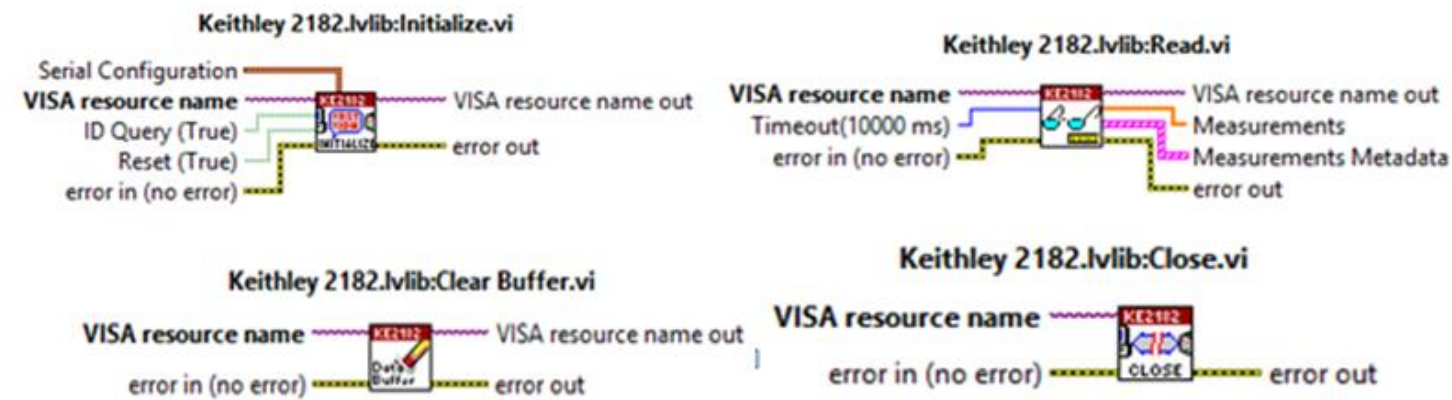 Keithley 2182.lvlib:Initialize.vi
Serial Configuration
VISA resource name
ID Query (True)
Reset (True)
error in (no error)
KE2182
INITIALIZE
VISA resource name out
error out
Keithley 2182.lvlib:Read.vi
VISA resource name
Timeout(10000 ms)
error in (no error)
KE2182
VISA resource name out
Measurements
Measurements Metadata
error out
Keithley 2182.lvlib:Clear Buffer.vi
VISA resource name
error in (no error)
KE2182
Data
Buffer
VISA resource name out
error out
Keithley 2182.lvlib:Close.vi
VISA resource name
error in (no error)
KE2182
CLOSE
error out